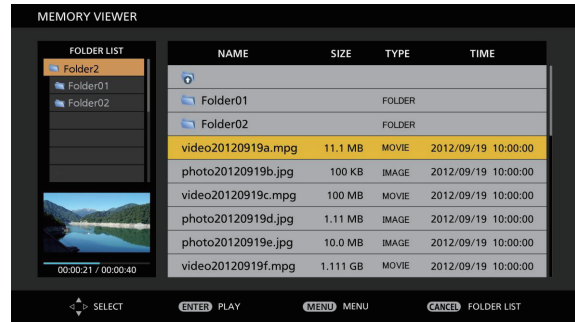 MEMORY VIEWER
FOLDER LIST
Folder2
Folder01
Folder02
00:00:21 / 00:00:40
NAME SIZE TYPE TIME
Folder01 FOLDER
Folder02 FOLDER
video20120919a.mpg 11.1 MB MOVIE 2012/09/19 10:00:00
photo20120919b.jpg 100 KB IMAGE 2012/09/19 10:00:00
video20120919c.mpg 100 MB MOVIE 2012/09/19 10:00:00
photo20120919d.jpg 1.11 MB IMAGE 2012/09/19 10:00:00
photo20120919e.jpg 10.0 MB IMAGE 2012/09/19 10:00:00
video20120919f.mpg 1.111 GB MOVIE 2012/09/19 10:00:00
SELECT ENTER PLAY MENU MENU CANCEL FOLDER LIST